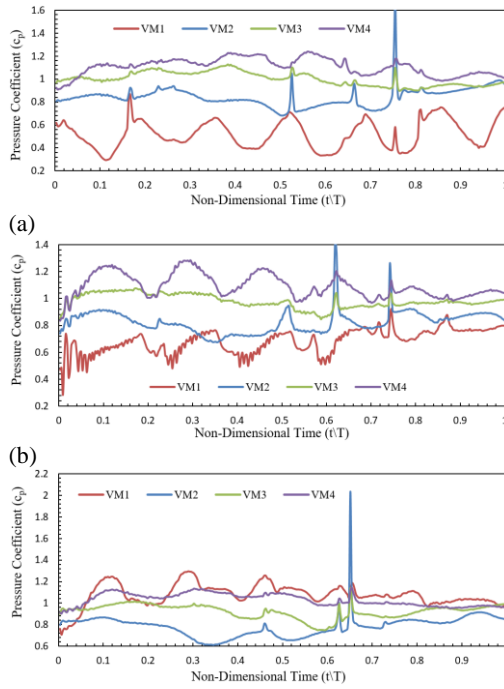 VM1 VM2 VM3 VM4
Pressure Coefficient (cp)
1.6
1.4
1.2
1
0.8
0.6
0.4
0.2
0 0.1 0.2 0.3 0.4 0.5 0.6 0.7 0.8 0.9 1
Non-Dimensional Time (t\T)
(a)
Pressure Coefficient (cp)
1.4
1.2
1
0.8
0.6
0.4
0.2
VM1 VM2 VM3 VM4
0 0.1 0.2 0.3 0.4 0.5 0.6 0.7 0.8 0.9 1
Non-Dimensional Time (t\T)
(b)
VM1 VM2 VM3 VM4
Pressure Coefficient (cp)
2.2
2
1.8
1.6
1.4
1.2
1
0.8
0.6
0 0.1 0.2 0.3 0.4 0.5 0.6 0.7 0.8 0.9 1
Non-Dimensional Time (t\T)